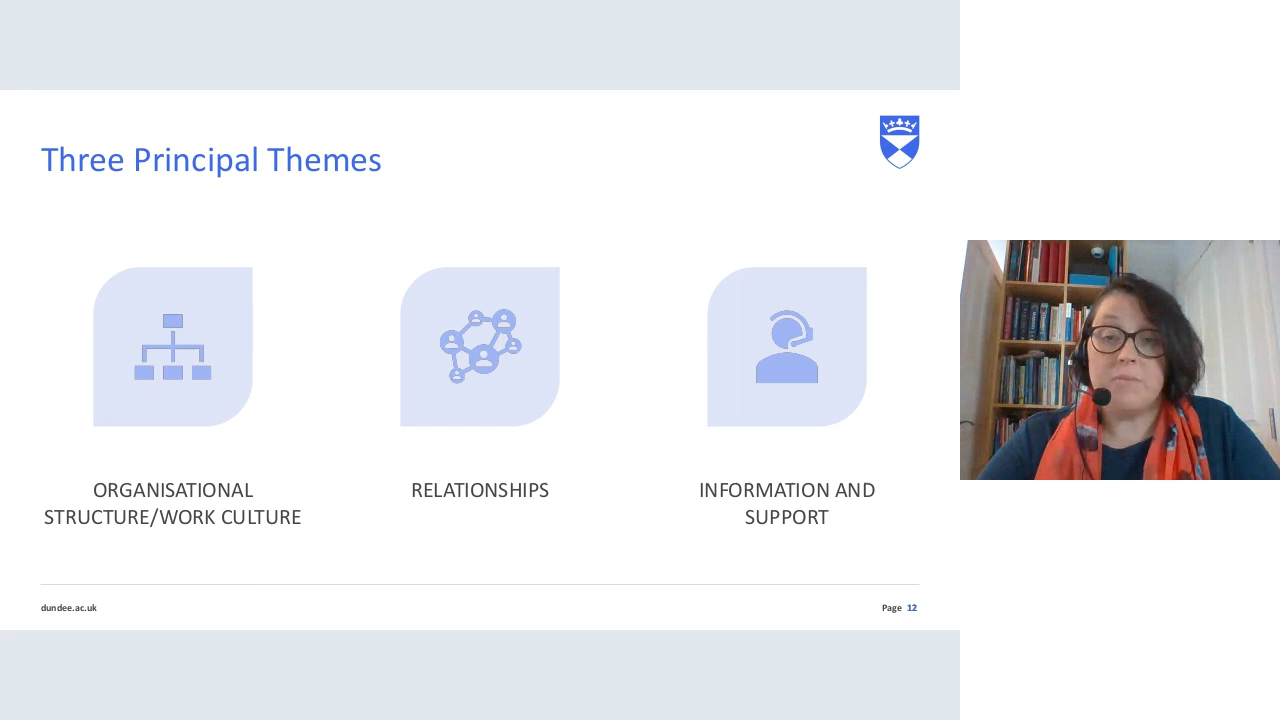 Three Principal Themes
ORGANISATIONAL
STRUCTURE/WORK CULTURE
RELATIONSHIPS
INFORMATION AND
SUPPORT
dundee.ac.uk
Page 12